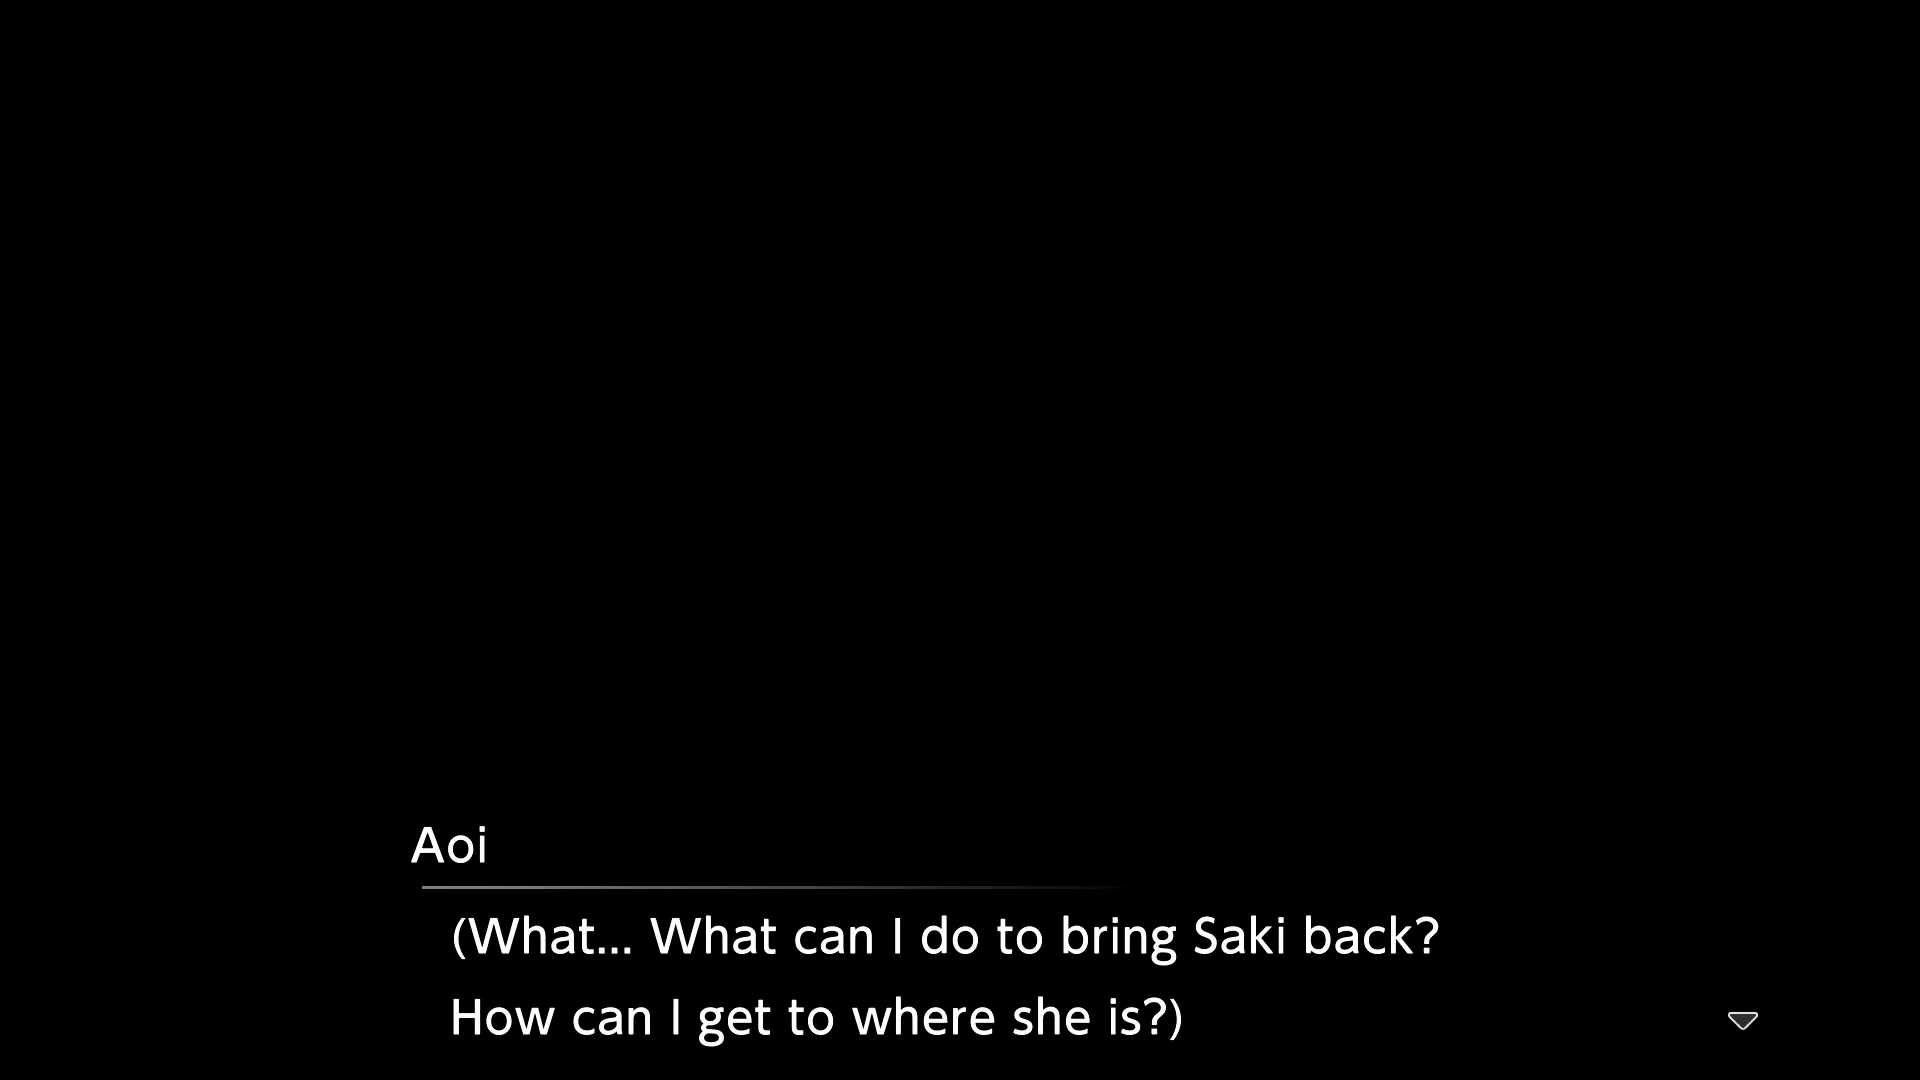 Aoi
(What... What can I do to bring Saki back?
How can I get to where she is?)